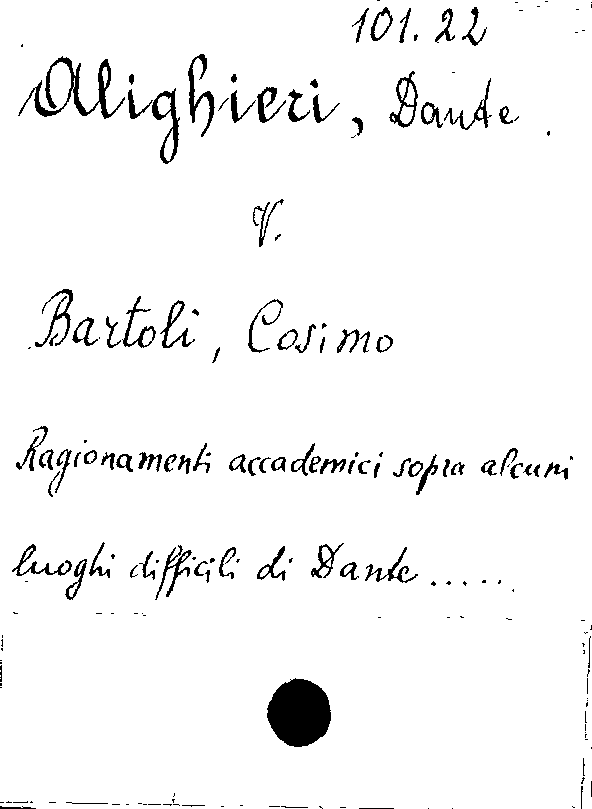 101.22
Alighieri, Dante.
V.
Bartoli, Cosimo
Ragionamenti accademici sopra alcuni
luoghi difficili di Dante......